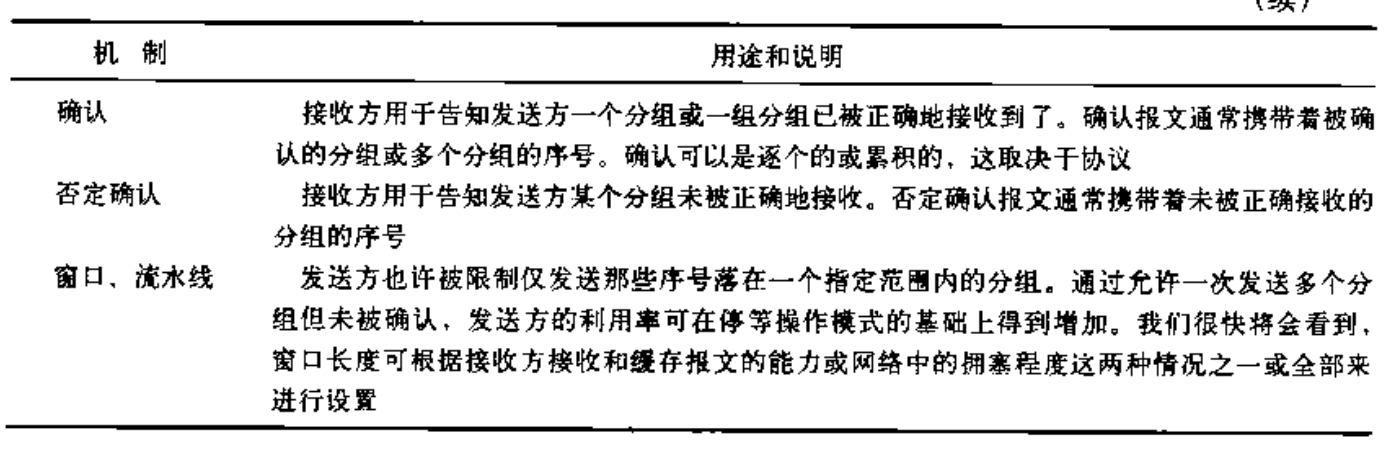 （续）
机 制 用途和说明
确认 接收方用于告知发送方一个分组或一组分组已被正确地接收到了。确认报文通常携带着被确
认的分组或多个分组的序号。确认可以是逐个的或累积的，这取决于协议
否定确认 接收方用于告知发送方某个分组未被正确地接收。否定确认报文通常携带着未被正确接收的
分组的序号
窗口、流水线 发送方也许被限制仅发送那些序号落在一个指定范围内的分组。通过允许一次发送多个分
组但未被确认，发送方的利用率可在停等操作模式的基础上得到增加。我们很快将会看到，
窗口长度可根据接收方接收和缓存报文的能力或网络中的拥塞程度这两种情况之一或全部来
进行设置